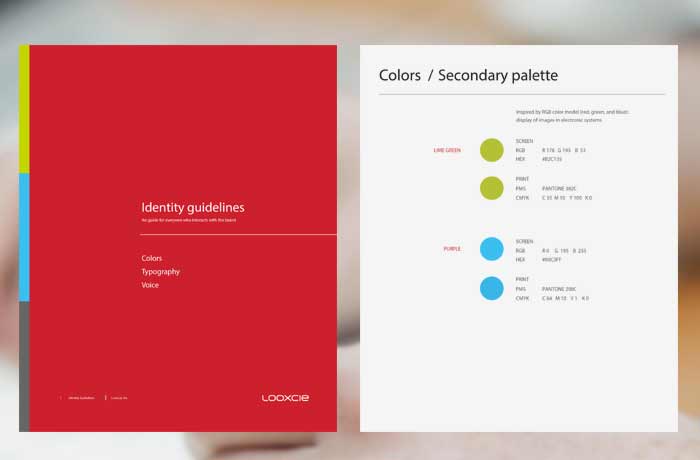 Identity guidelines
An guide for everyone who interacts with the brand
Colors
Typography
Voice
Identity Guidelines
LOOXCIE
Colors / Secondary palette
Inspired by RGB color model (red, green, and blue):
display of images in electronic systems
LIME GREEN
SCREEN
RGB R 178 G 193 B 53
HEX #B2C135
PRINT
PMS PANTONE 382C
CMYK C 35 M 10 Y 100 K 0
PURPLE
SCREEN
RGB R 0 G 195 B 255
HEX #00C3FF
PRINT
PMS PANTONE 298C
CMYK C 64 M 10 Y 1 K 0